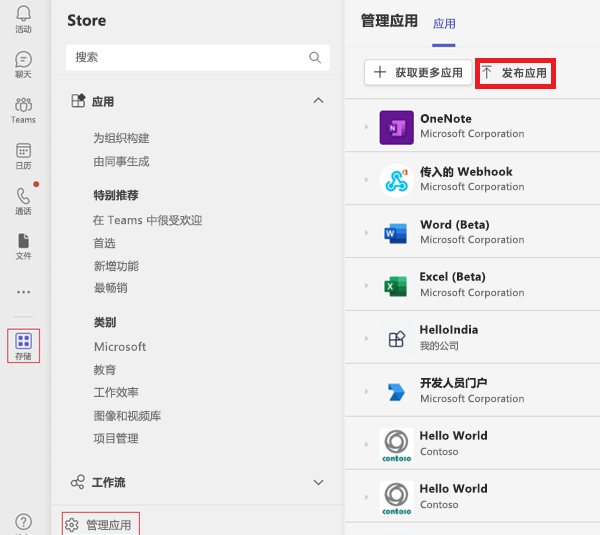 活动
聊天
Teams
日历
通话
文件
存储
Store
搜索
应用
为组织构建
由同事生成
特别推荐
在 Teams 中很受欢迎
首选
新增功能
最畅销
类别
Microsoft
教育
工作效率
图像和视频库
项目管理
工作流
管理应用
管理应用 应用
获取更多应用 发布应用
OneNote
Microsoft Corporation
传入的 Webhook
Microsoft Corporation
Word (Beta)
Microsoft Corporation
Excel (Beta)
Microsoft Corporation
HelloIndia
我的公司
开发人员门户
Microsoft Corporation
contoso
Hello World
Contoso
contoso
Hello World
Contoso